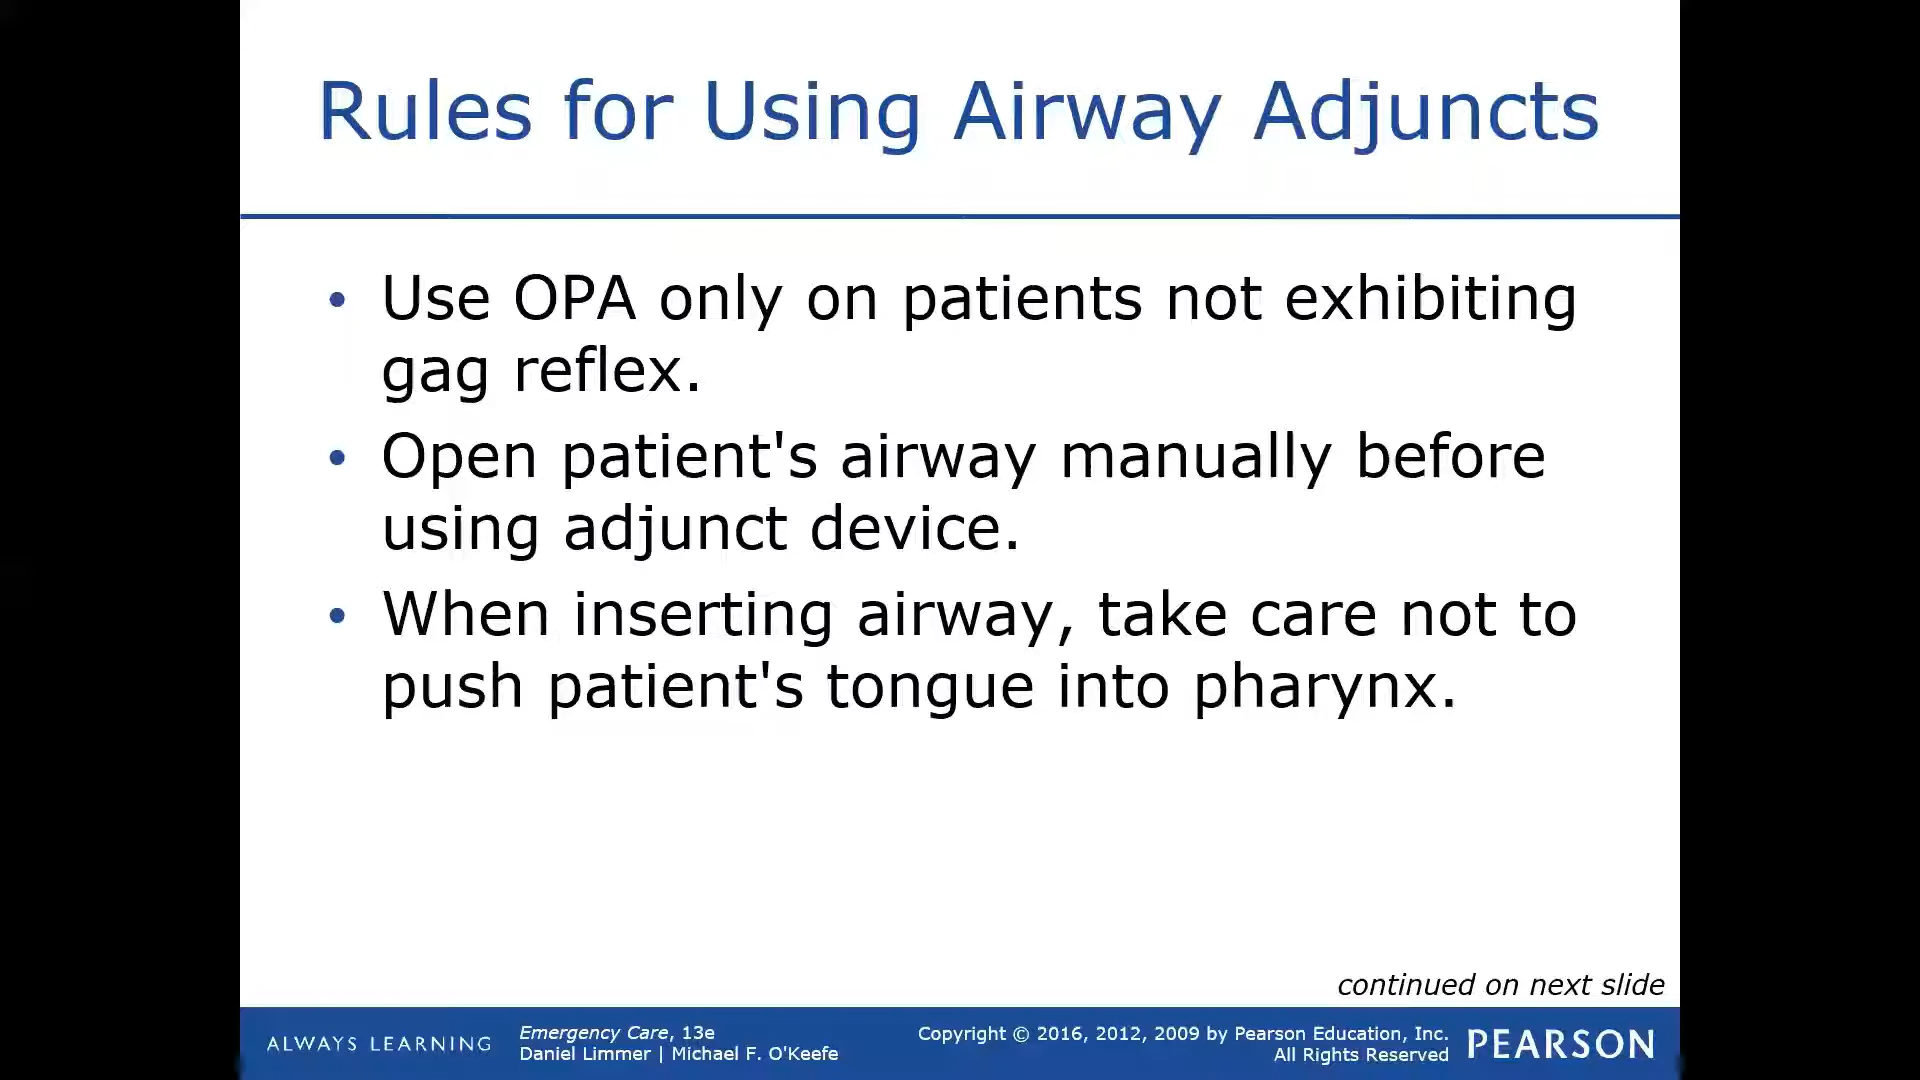 Rules for Using Airway Adjuncts
• Use OPA only on patients not exhibiting
gag reflex.
• Open patient's airway manually before
using adjunct device.
• When inserting airway, take care not to
push patient's tongue into pharynx.
continued on next slide
ALWAYS LEARNING
Emergency Care, 13e
Daniel Limmer | Michael F. O'Keefe
Copyright © 2016, 2012, 2009 by Pearson Education, Inc.
All Rights Reserved
PEARSON